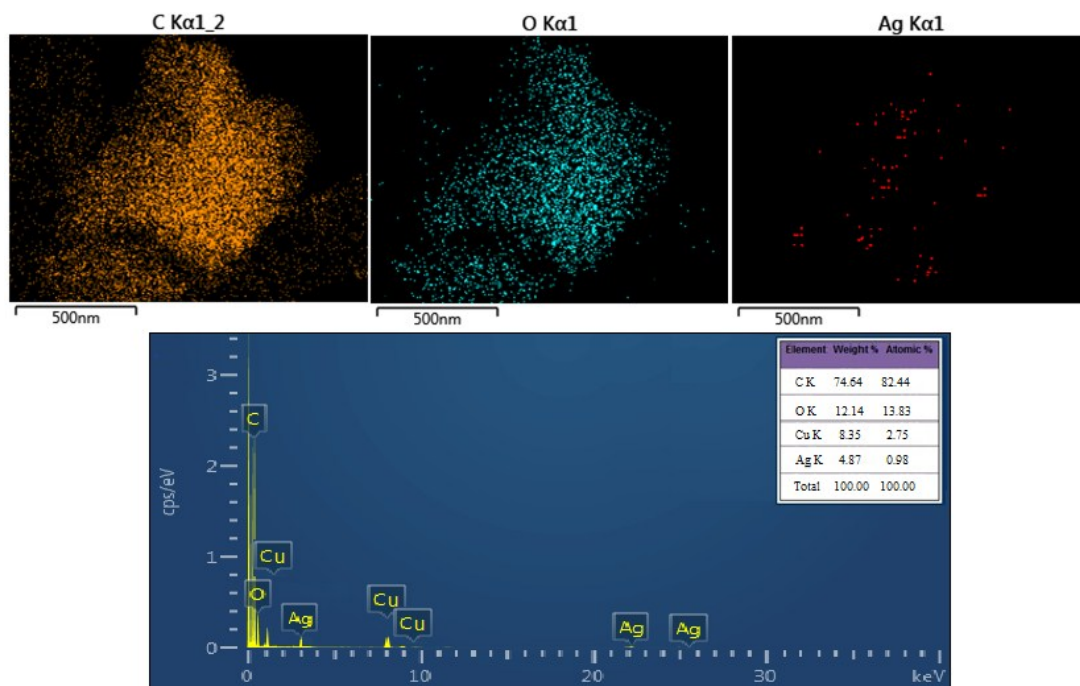 C Kα1_2
O Kα1
Ag Kα1
500nm
500nm
500nm
Element Weight % Atomic %
C K 74.64 82.44
O K 12.14 13.83
Cu K 8.35 2.75
Ag K 4.87 0.98
Total 100.00 100.00
3
C
2
cps/eV
1
Cu
O
Ag
Cu
Cu
Ag
Ag
0
0 10 20 30 keV